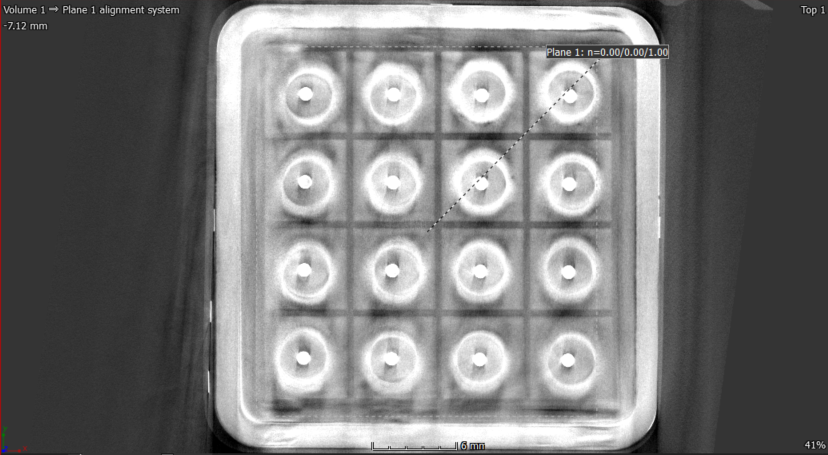 Volume 1 ⇨ Plane 1 alignment system
Top 1
-7.12 mm
Plane 1: n=0.00/0.00/1.00
6 mm
41%